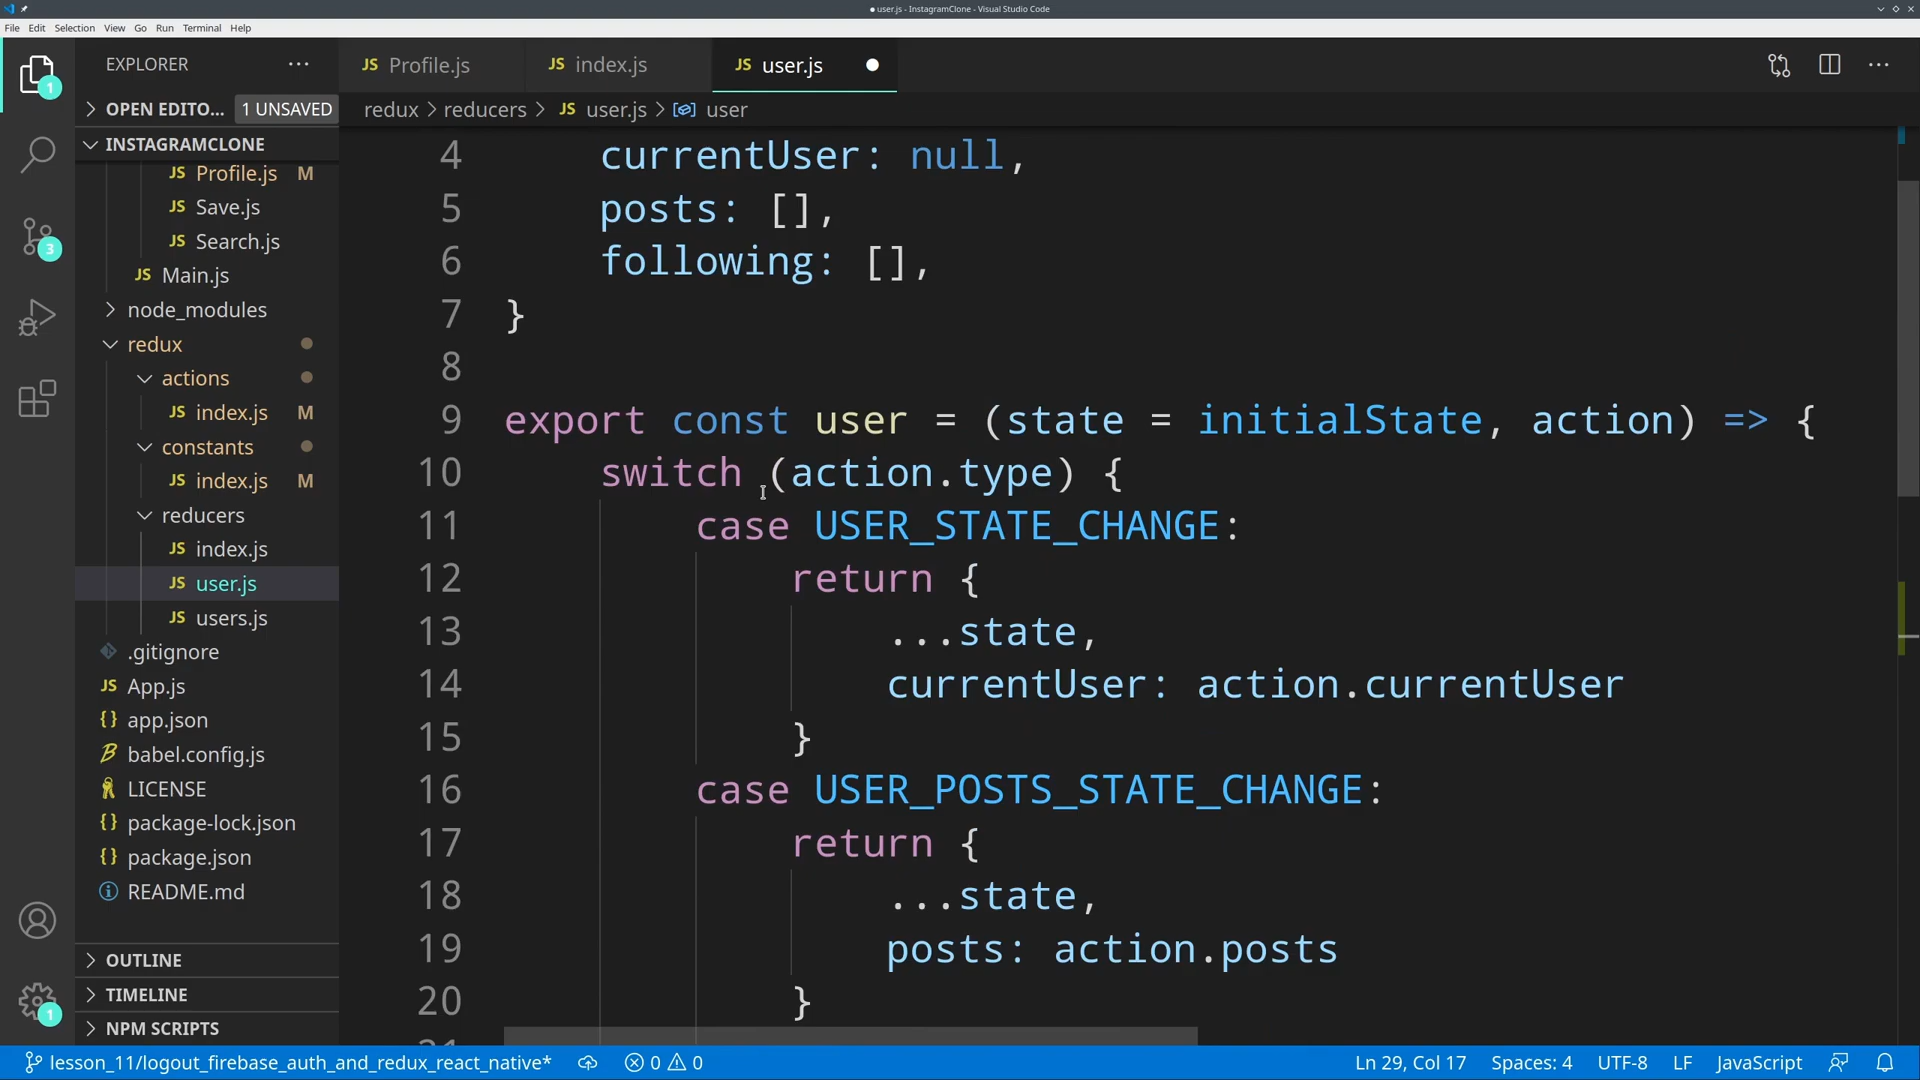 user.js - InstagramClone - Visual Studio Code
File Edit Selection View Go Run Terminal Help
EXPLORER
Profile.js
index.js
user.js
OPEN EDITO... 1 UNSAVED
redux > reducers > JS user.js > user
INSTAGRAMCLONE
JS Profile.js M
JS Save.js
JS Search.js
JS Main.js
node_modules
redux
actions
JS index.js M
constants
JS index.js M
reducers
JS index.js
JS user.js
JS users.js
.gitignore
JS App.js
{} app.json
babel.config.js
LICENSE
{} package-lock.json
{} package.json
README.md
OUTLINE
TIMELINE
NPM SCRIPTS
1
3
1
4 currentUser: null,
5 posts: [],
6 following: [],
7 }
8
9 export const user = (state = initialState, action) => {
10 switch (action.type) {
11 case USER_STATE_CHANGE:
12 return {
13 ...state,
14 currentUser: action.currentUser
15 }
16 case USER_POSTS_STATE_CHANGE:
17 return {
18 ...state,
19 posts: action.posts
20 }
lesson_11/logout_firebase_auth_and_redux_react_native* 0 0 Ln 29, Col 17 Spaces: 4 UTF-8 LF JavaScript